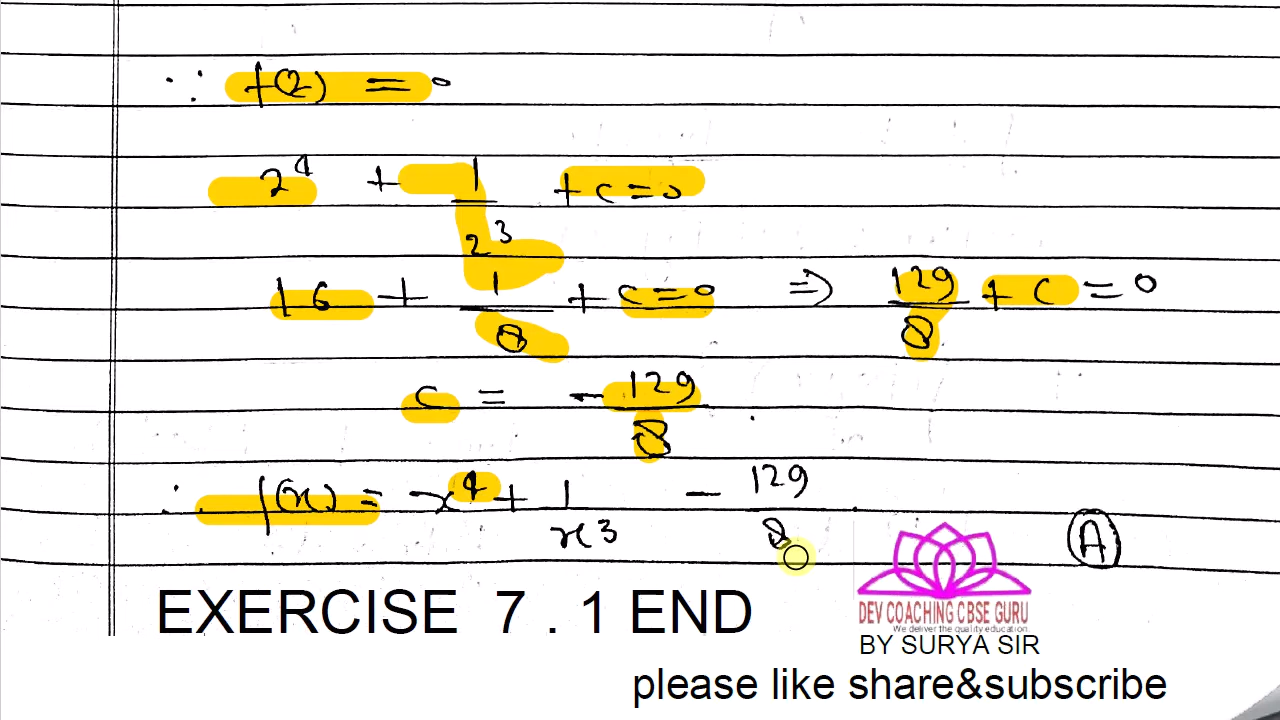 ∵ f(2) = 0
2⁴ + 1/2³ + c = 0
16 + 1/8 + c = 0 ⇒ 129/8 + c = 0
c = - 129/8
∴ f(x) = x⁴ + 1/x³ - 129/8 (A)
EXERCISE 7 . 1 END
DEV COACHING CBSE GURU
We deliver the quality education.
BY SURYA SIR
please like share&subscribe